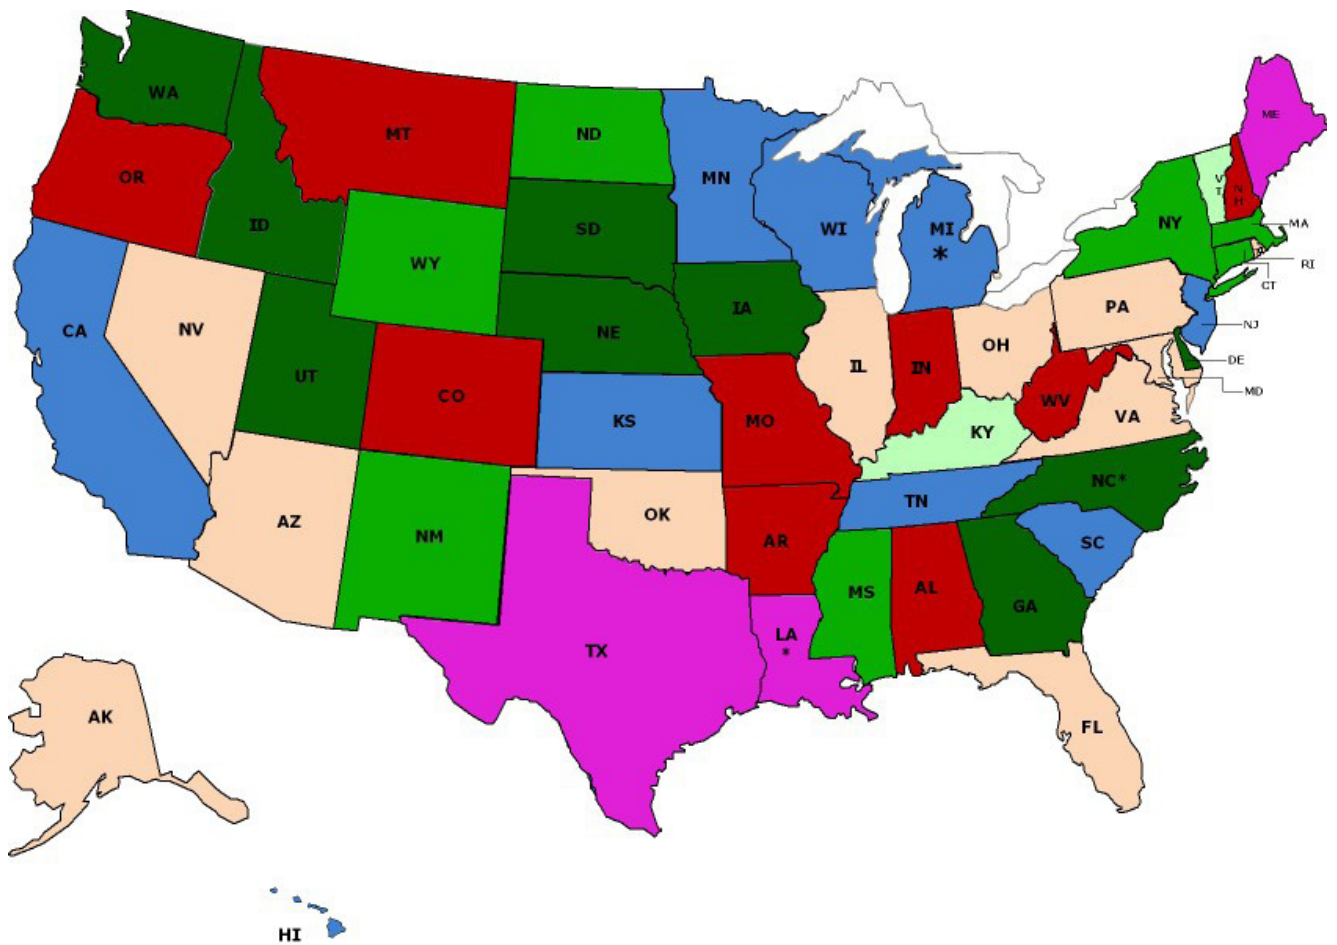 WA
MT
ND
ME
OR
MN
V
T
N
H
ID
SD
WI
MI
*
NY
MA
WY
RI
CT
IA
PA
CA
NV
NE
NJ
OH
DE
UT
CO
IL
IN
MD
KS
MO
WV
VA
KY
NC*
TN
AZ
OK
NM
AR
SC
MS
AL
GA
LA
*
TX
AK
FL
HI